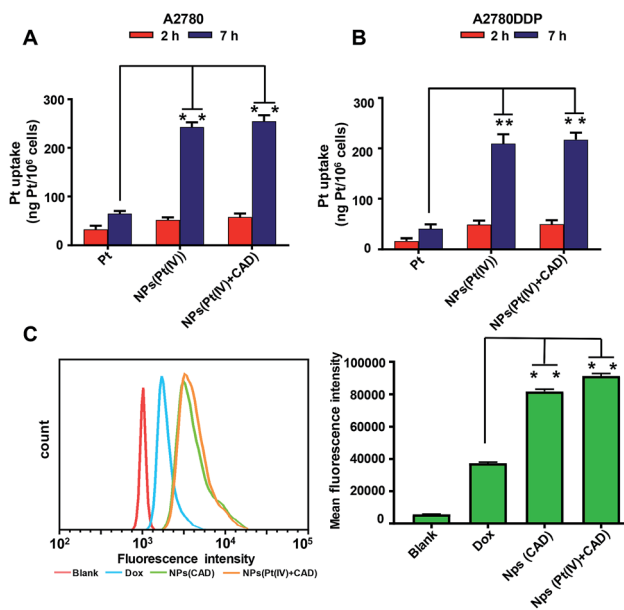 A
A2780
2 h 7 h
300
200
100
0
Pt uptake
(ng Pt/10⁶ cells)
* * * *
Pt
NPs(Pt(IV))
NPs(Pt(IV)+CAD)
B
A2780DDP
2 h 7 h
300
200
100
0
Pt uptake
(ng Pt/10⁶ cells)
** * *
Pt
NPs(Pt(IV))
NPs(Pt(IV)+CAD)
C
count
10² 10³ 10⁴ 10⁵
Fluorescence intensity
Blank Dox NPs(CAD) NPs(Pt(IV)+CAD)
Mean fluorescence intensity
100000
80000
60000
40000
20000
0
* * * *
Blank
Dox
Nps (CAD)
Nps (Pt(IV)+CAD)